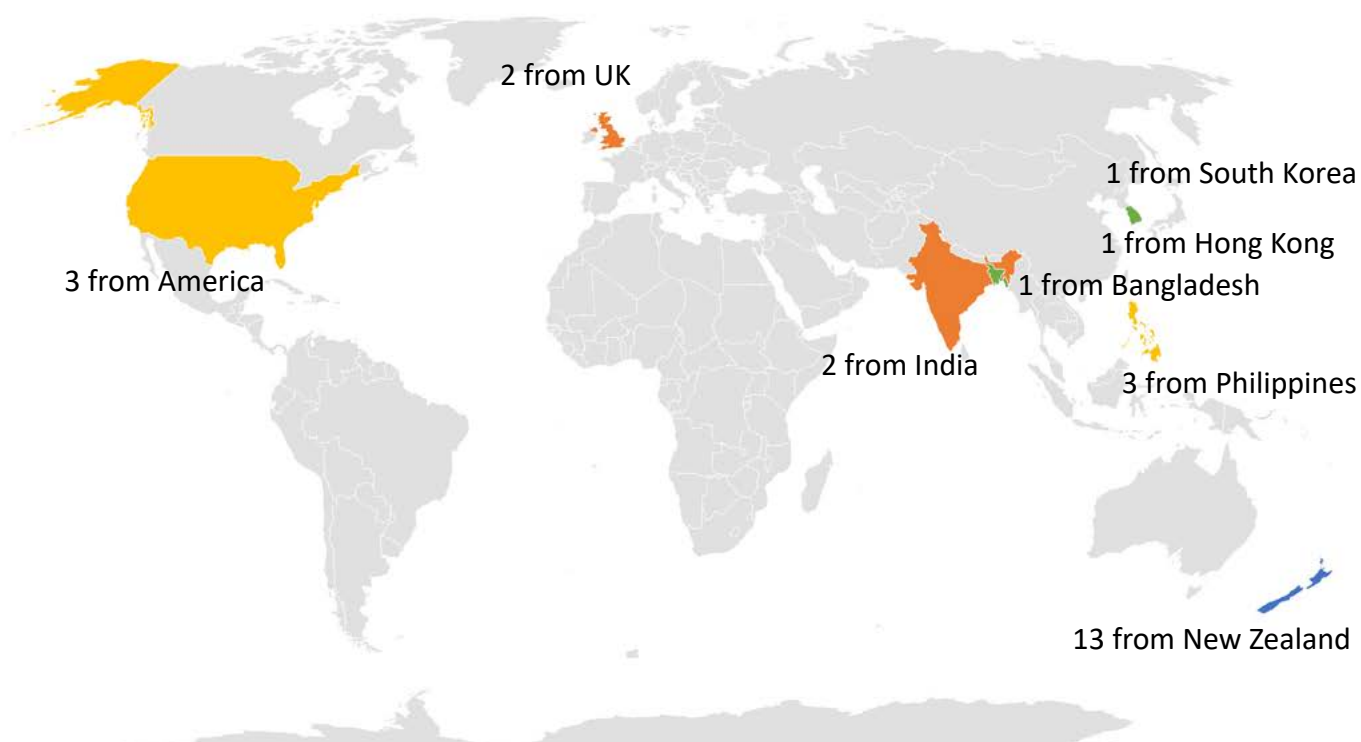 2 from UK
1 from South Korea
1 from Hong Kong
3 from America
1 from Bangladesh
2 from India
3 from Philippines
13 from New Zealand